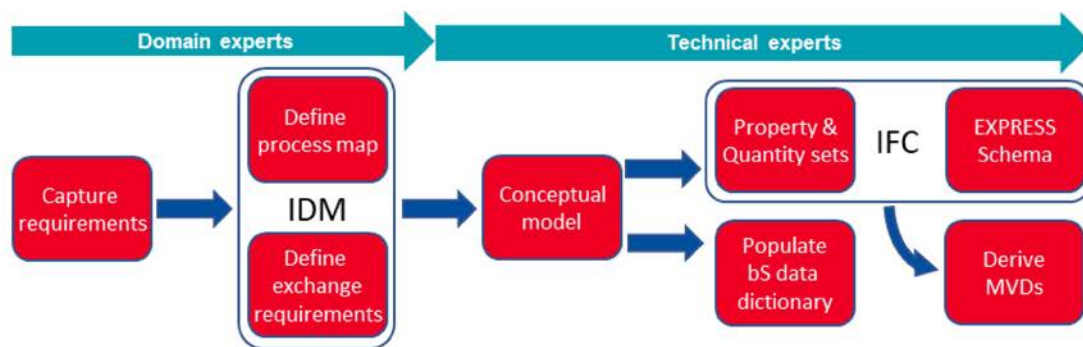 Domain experts
Technical experts
Capture
requirements
Define
process map
IDM
Define
exchange
requirements
Conceptual
model
Property &
Quantity sets
IFC
EXPRESS
Schema
Populate
bS data
dictionary
Derive
MVDs